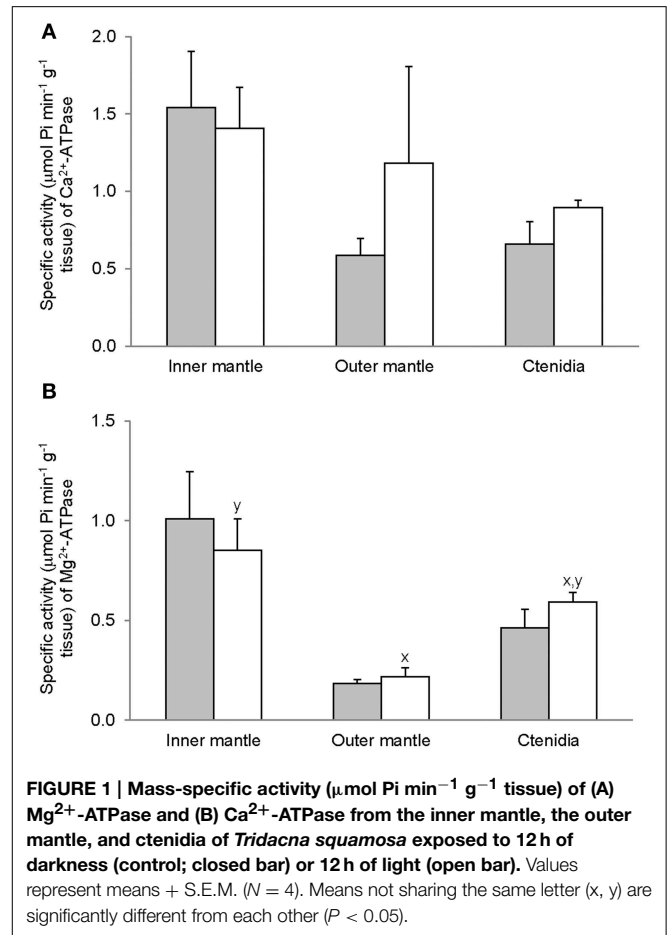 A
Specific activity (μmol Pi min⁻¹ g⁻¹
tissue) of Ca²⁺-ATPase
2.0
1.5
1.0
0.5
0.0
Inner mantle Outer mantle Ctenidia
B
Specific activity (μmol Pi min⁻¹ g⁻¹
tissue) of Mg²⁺-ATPase
1.5
1.0
0.5
0.0
y
x
x,y
Inner mantle Outer mantle Ctenidia
FIGURE 1 | Mass-specific activity (μmol Pi min⁻¹ g⁻¹ tissue) of (A)
Mg²⁺-ATPase and (B) Ca²⁺-ATPase from the inner mantle, the outer
mantle, and ctenidia of Tridacna squamosa exposed to 12 h of
darkness (control; closed bar) or 12 h of light (open bar). Values
represent means + S.E.M. (N = 4). Means not sharing the same letter (x, y) are
significantly different from each other (P < 0.05).